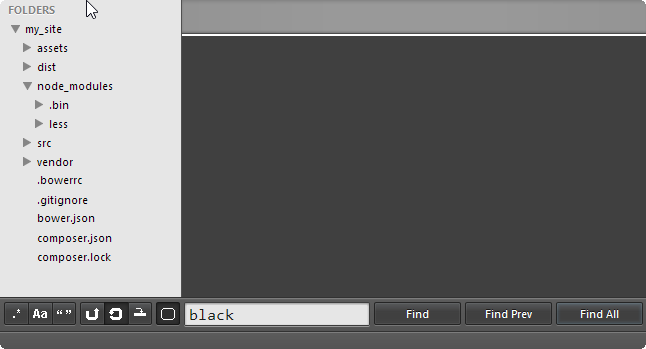 FOLDERS
my_site
assets
dist
node_modules
.bin
less
src
vendor
.bowerrc
.gitignore
bower.json
composer.json
composer.lock
.* Aa “ ” black Find Find Prev Find All